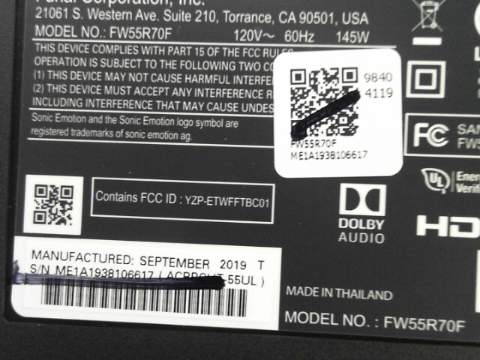 Funai Corporation, Inc.
21061 S. Western Ave. Suite 210, Torrance, CA 90501, USA
MODEL NO.: FW55R70F 120V~ 60Hz 145W
THIS DEVICE COMPLIES WITH PART 15 OF THE FCC RULES
OPERATION IS SUBJECT TO THE FOLLOWING
(1) THIS DEVICE MAY NOT CAUSE HARMFUL
(2) THIS DEVICE MUST ACCEPT ANY INTERFERENCE
INCLUDING INTERFERENCE THAT MAY CAUSE
Sonic Emotion and the Sonic Emotion logo symbol are
registered trademarks of sonic emotion ag.
9840
4119
FW55R70F
ME1A1938106617
FC
UL
DOLBY
AUDIO
Contains FCC ID : YZP-ETWFFTBC01
MANUFACTURED: SEPTEMBER 2019 T
S/N ME1A1938106617 ( 55UL )
MADE IN THAILAND
MODEL NO. : FW55R70F